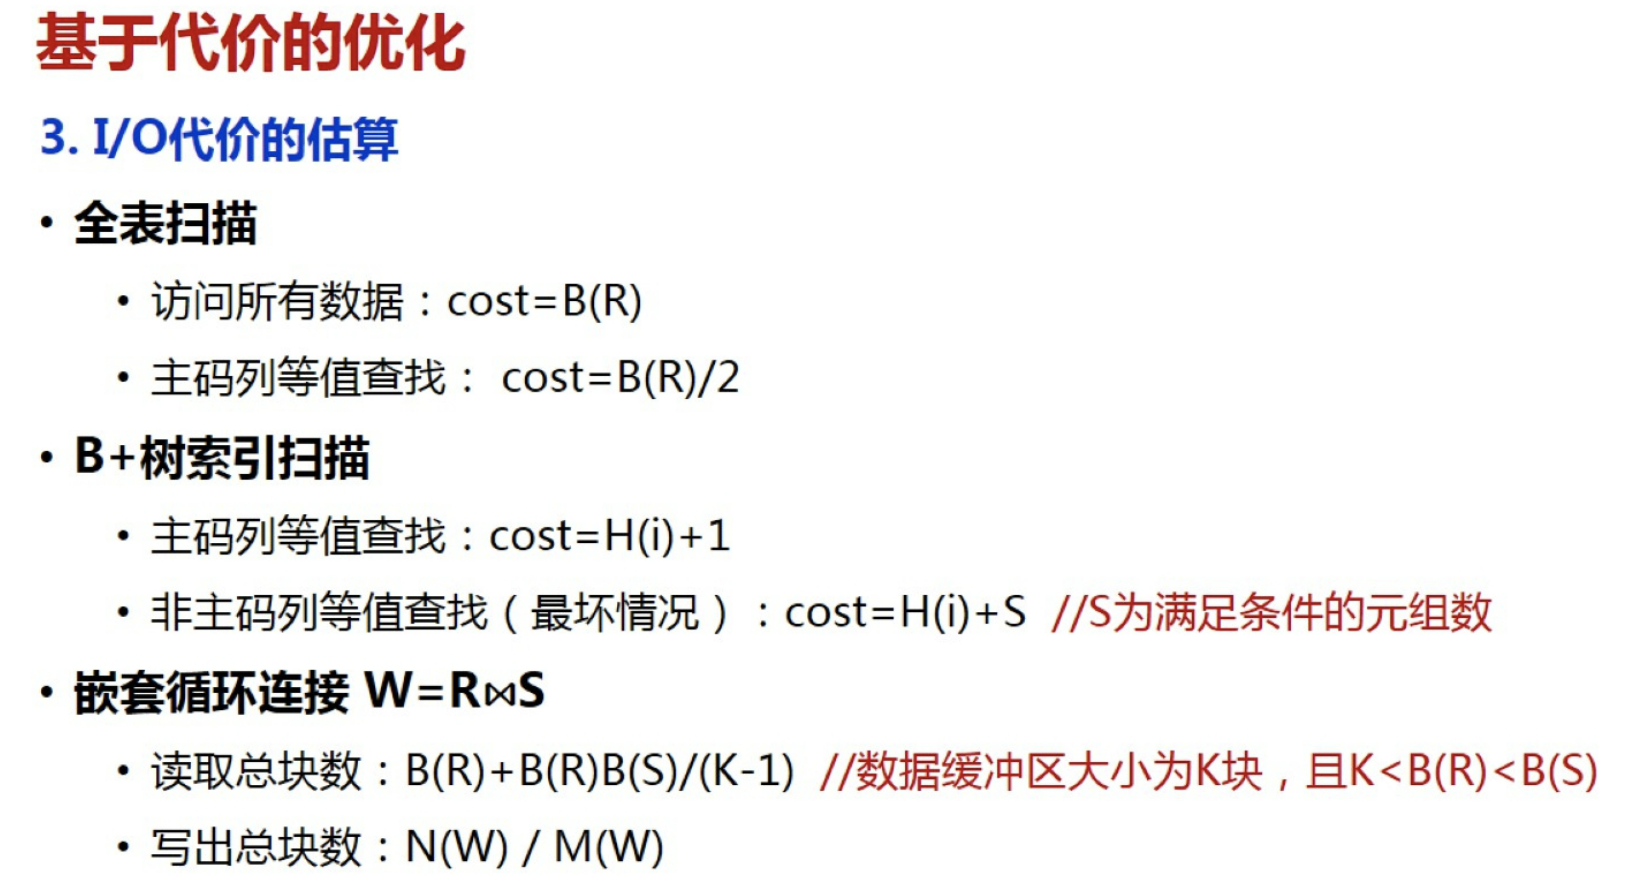 基于代价的优化
3. I/O代价的估算
• 全表扫描
• 访问所有数据：cost=B(R)
• 主码列等值查找： cost=B(R)/2
• B+树索引扫描
• 主码列等值查找：cost=H(i)+1
• 非主码列等值查找（最坏情况）：cost=H(i)+S //S为满足条件的元组数
• 嵌套循环连接 W=R⋈S
• 读取总块数：B(R)+B(R)B(S)/(K-1) //数据缓冲区大小为K块，且K<B(R)<B(S)
• 写出总块数：N(W) / M(W)